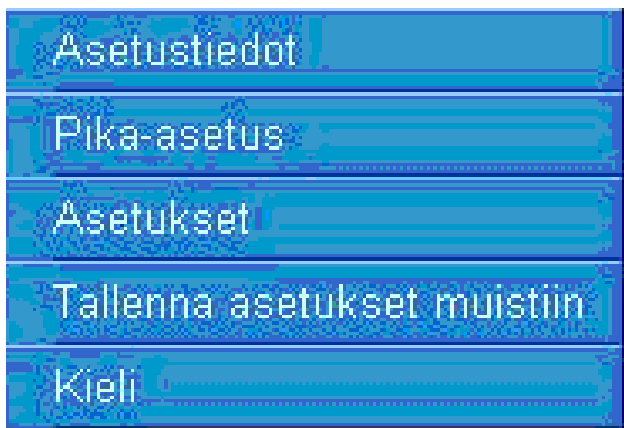 Asetustiedot
Pika-asetus
Asetukset
Tallenna asetukset muistiin
Kieli